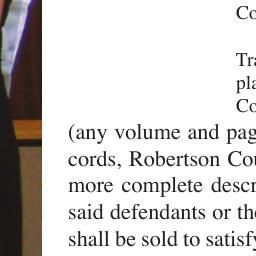 Co
Tra
pla
Co
(any volume and pag
cords, Robertson Cou
more complete descr
said defendants or the
shall be sold to satisfy